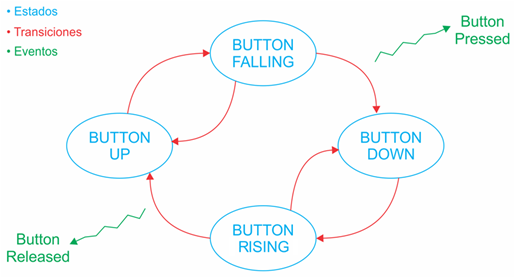 • Estados
• Transiciones
• Eventos
BUTTON
FALLING
Button
Pressed
BUTTON
UP
BUTTON
DOWN
BUTTON
RISING
Button
Released